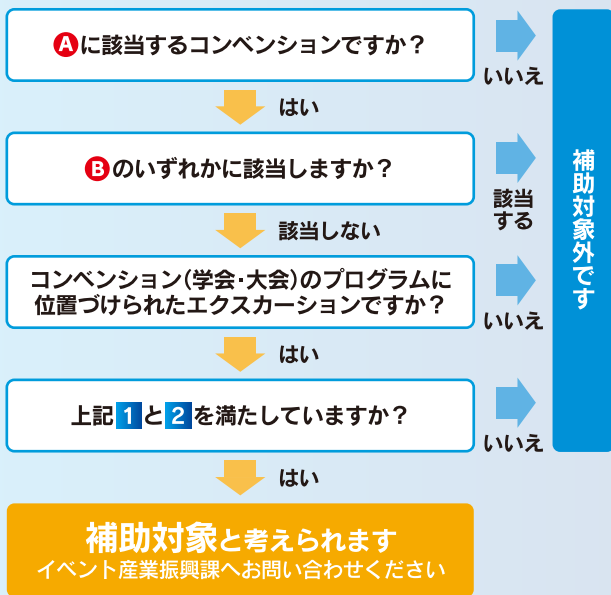 Aに該当するコンベンションですか？
いいえ
はい
Bのいずれかに該当しますか？
該当
する
該当しない
コンベンション(学会･大会)のプログラムに
位置づけられたエクスカーションですか？
いいえ
はい
上記1と2を満たしていますか？
いいえ
はい
補助対象外です
補助対象と考えられます
イベント産業振興課へお問い合わせください